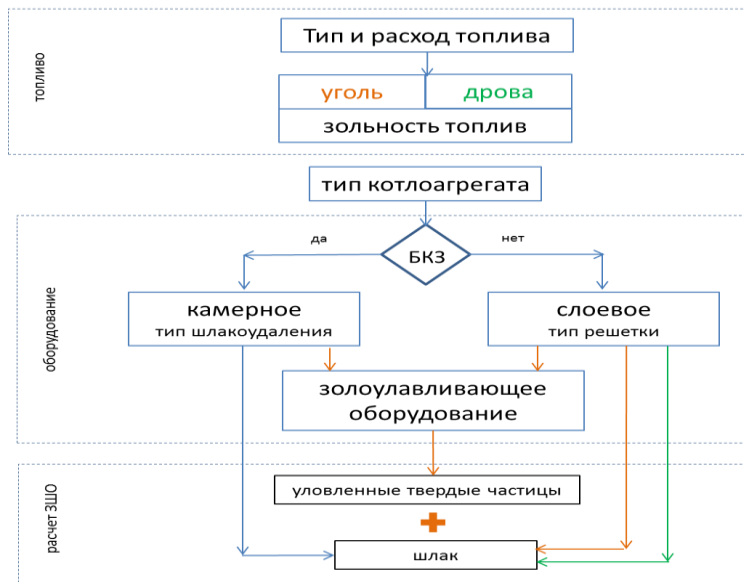 топливо
Тип и расход топлива
уголь
дрова
зольность топлив
тип котлоагрегата
оборудование
да
БКЗ
нет
камерное
тип шлакоудаления
слоевое
тип решетки
золоулавливающее
оборудование
расчет ЗШО
уловленные твердые частицы
шлак